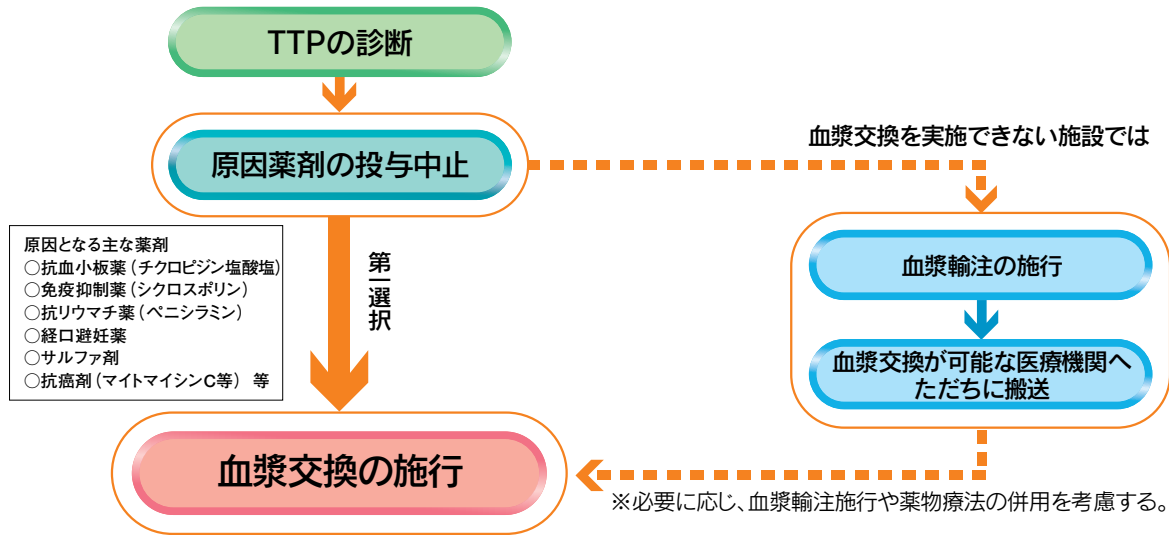 TTPの診断
原因薬剤の投与中止
血漿交換を実施できない施設では
原因となる主な薬剤
○抗血小板薬(チクロピジン塩酸塩)
○免疫抑制薬(シクロスポリン)
○抗リウマチ薬(ペニシラミン)
○経口避妊薬
○サルファ剤
○抗癌剤(マイトマイシンC等) 等
第一選択
血漿輸注の施行
血漿交換が可能な医療機関へ
ただちに搬送
血漿交換の施行
※必要に応じ、血漿輸注施行や薬物療法の併用を考慮する。